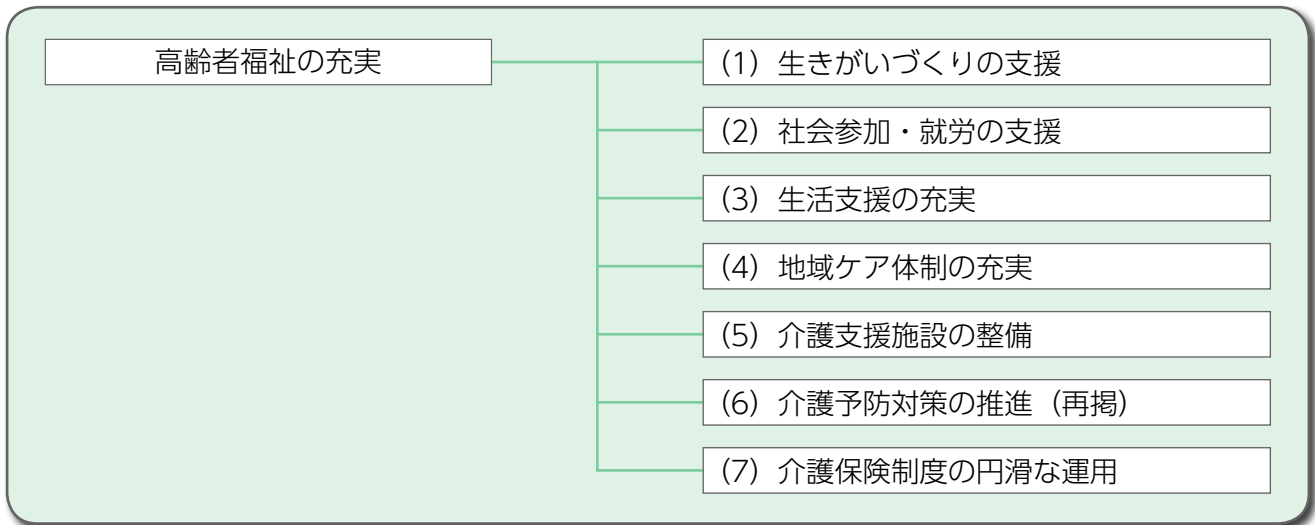 高齢者福祉の充実
(1) 生きがいづくりの支援
(2) 社会参加・就労の支援
(3) 生活支援の充実
(4) 地域ケア体制の充実
(5) 介護支援施設の整備
(6) 介護予防対策の推進（再掲）
(7) 介護保険制度の円滑な運用